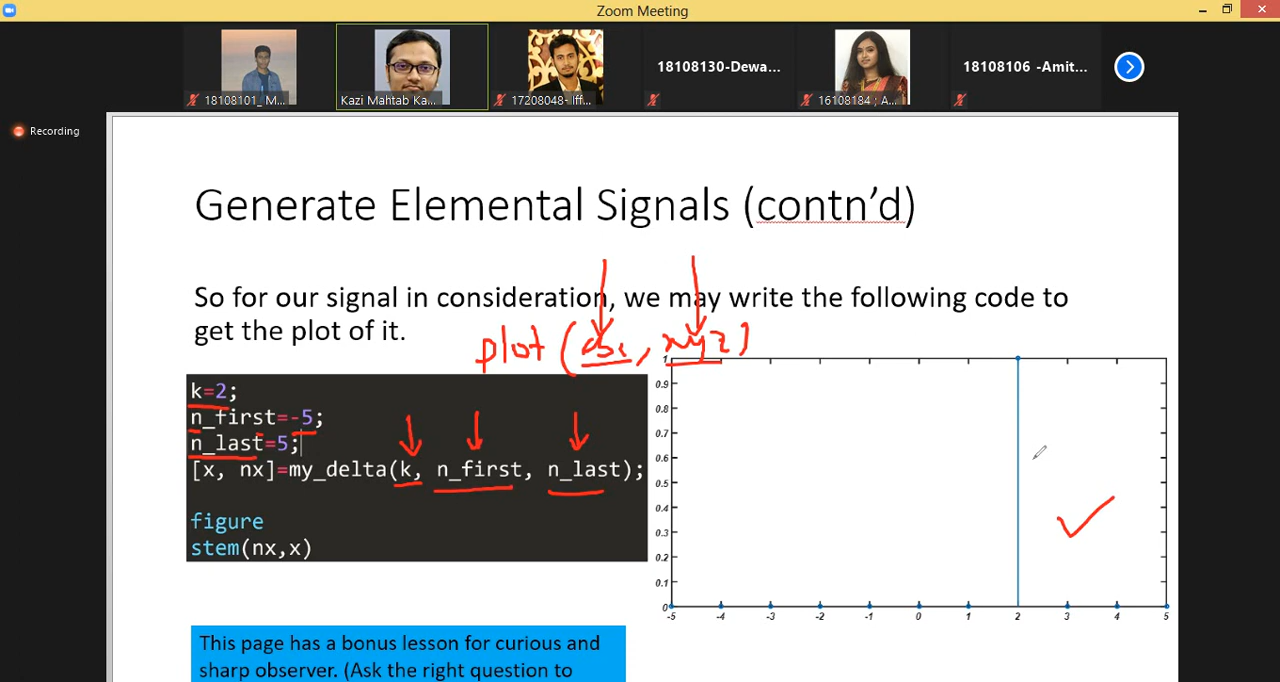 Zoom Meeting
18108130-Dewa...
18108106 -Amit...
18108101_ M...
Kazi Mahtab Ka...
17208048- Iff...
16108184 ; A...
Recording
Generate Elemental Signals (contn’d)
So for our signal in consideration, we may write the following code to
get the plot of it.
plot (abc, xyz)
k=2;
n_first=-5;
n_last=5;
[x, nx]=my_delta(k, n_first, n_last);
figure
stem(nx,x)
1
0.9
0.8
0.7
0.6
0.5
0.4
0.3
0.2
0.1
0
-5 -4 -3 -2 -1 0 1 2 3 4 5
This page has a bonus lesson for curious and
sharp observer. (Ask the right question to